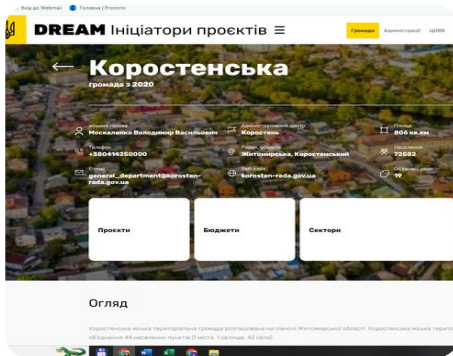 Вхід до Webmail Головна | Prozorro
DREAM Ініціатори проєктів
Громади Адміністрації ЦОВВ
Коростенська
громада з 2020
Міський голова
Москаленко Володимир Васильович
Адміністративний центр
Коростень
Площа
806 кв.км
Телефон
+380414250000
Район, область
Житомирська, Коростенський
Населення
72582
E-mail
general_department@korosten-
rada.gov.ua
Веб-сайт
korosten-rada.gov.ua
19
Проєкти
Бюджети
Сектори
Огляд
Коростенська міська територіальна громада розташована на півночі Житомирської області. Коростенська міська
об'єднання 44 населених пунктів (1 місто, 1 селище, 42 села).